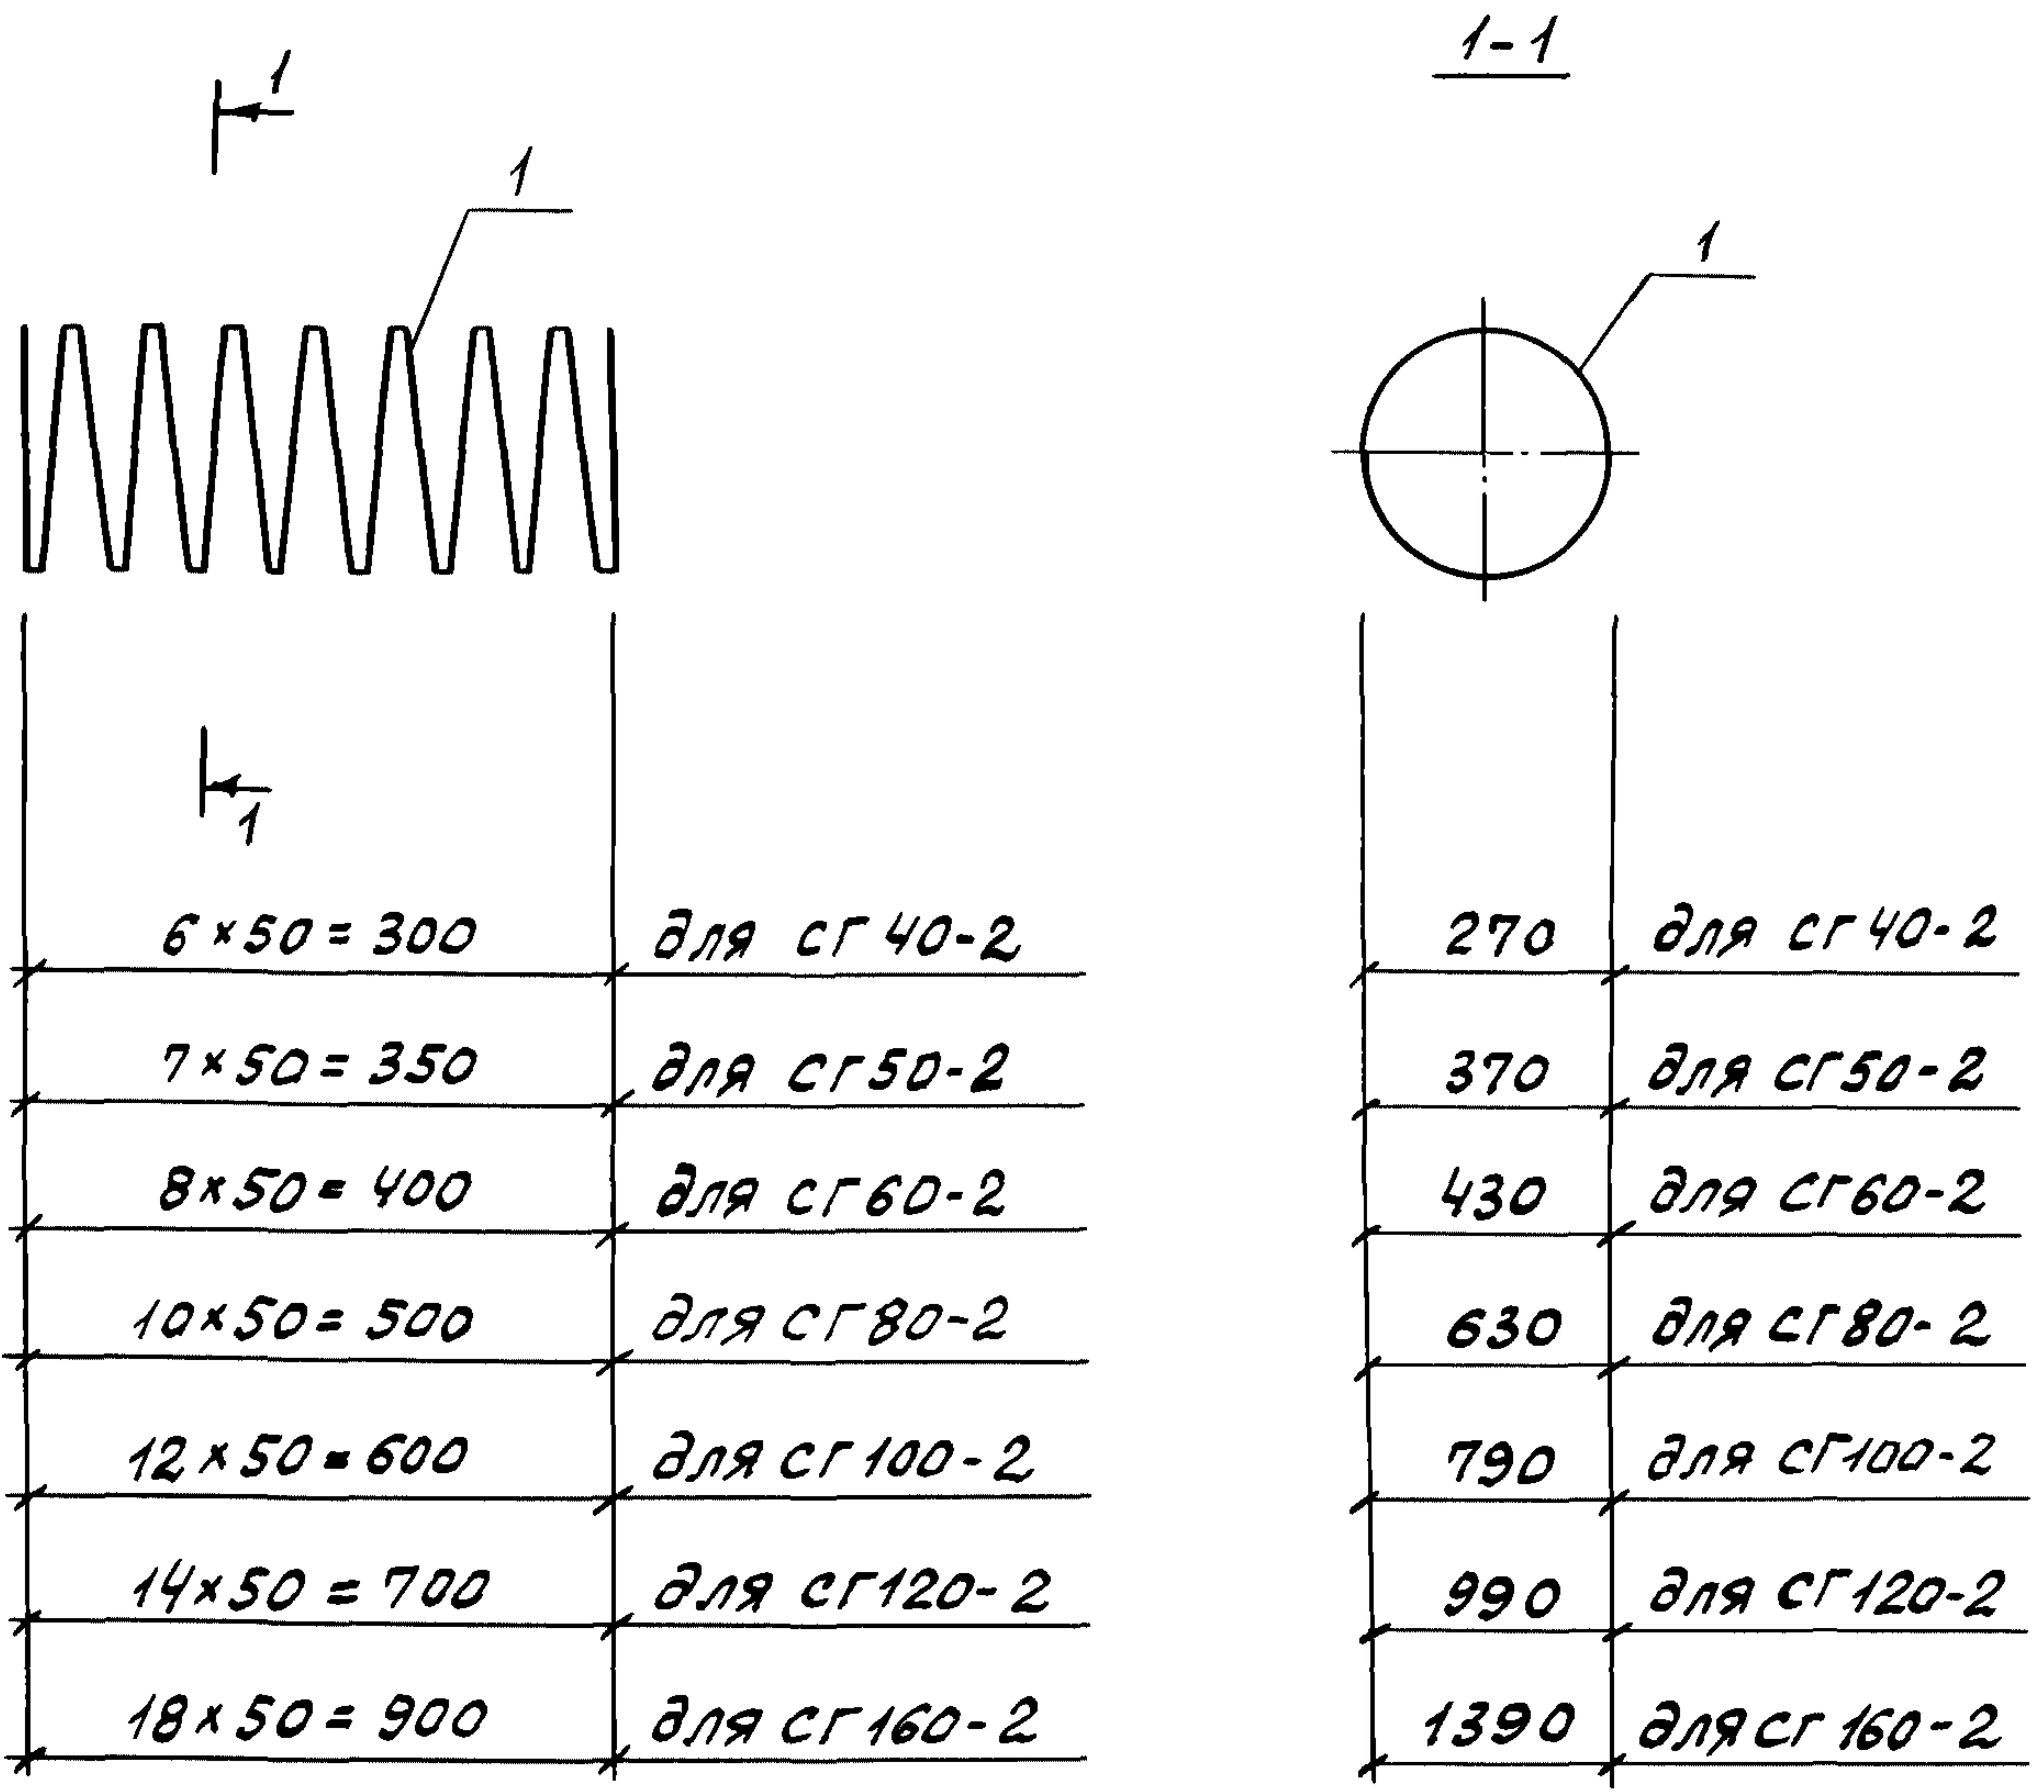 1
1
1
6×50=300 для сг 40-2
7×50=350 для сг50-2
8×50=400 для сг60-2
10×50=500 для сг80-2
12×50=600 для сг100-2
14×50=700 для сг120-2
18×50=900 для сг160-2
1-1
1
270 для сг40-2
370 для сг50-2
430 для сг60-2
630 для сг80-2
790 для сг100-2
990 для сг120-2
1390 для сг160-2